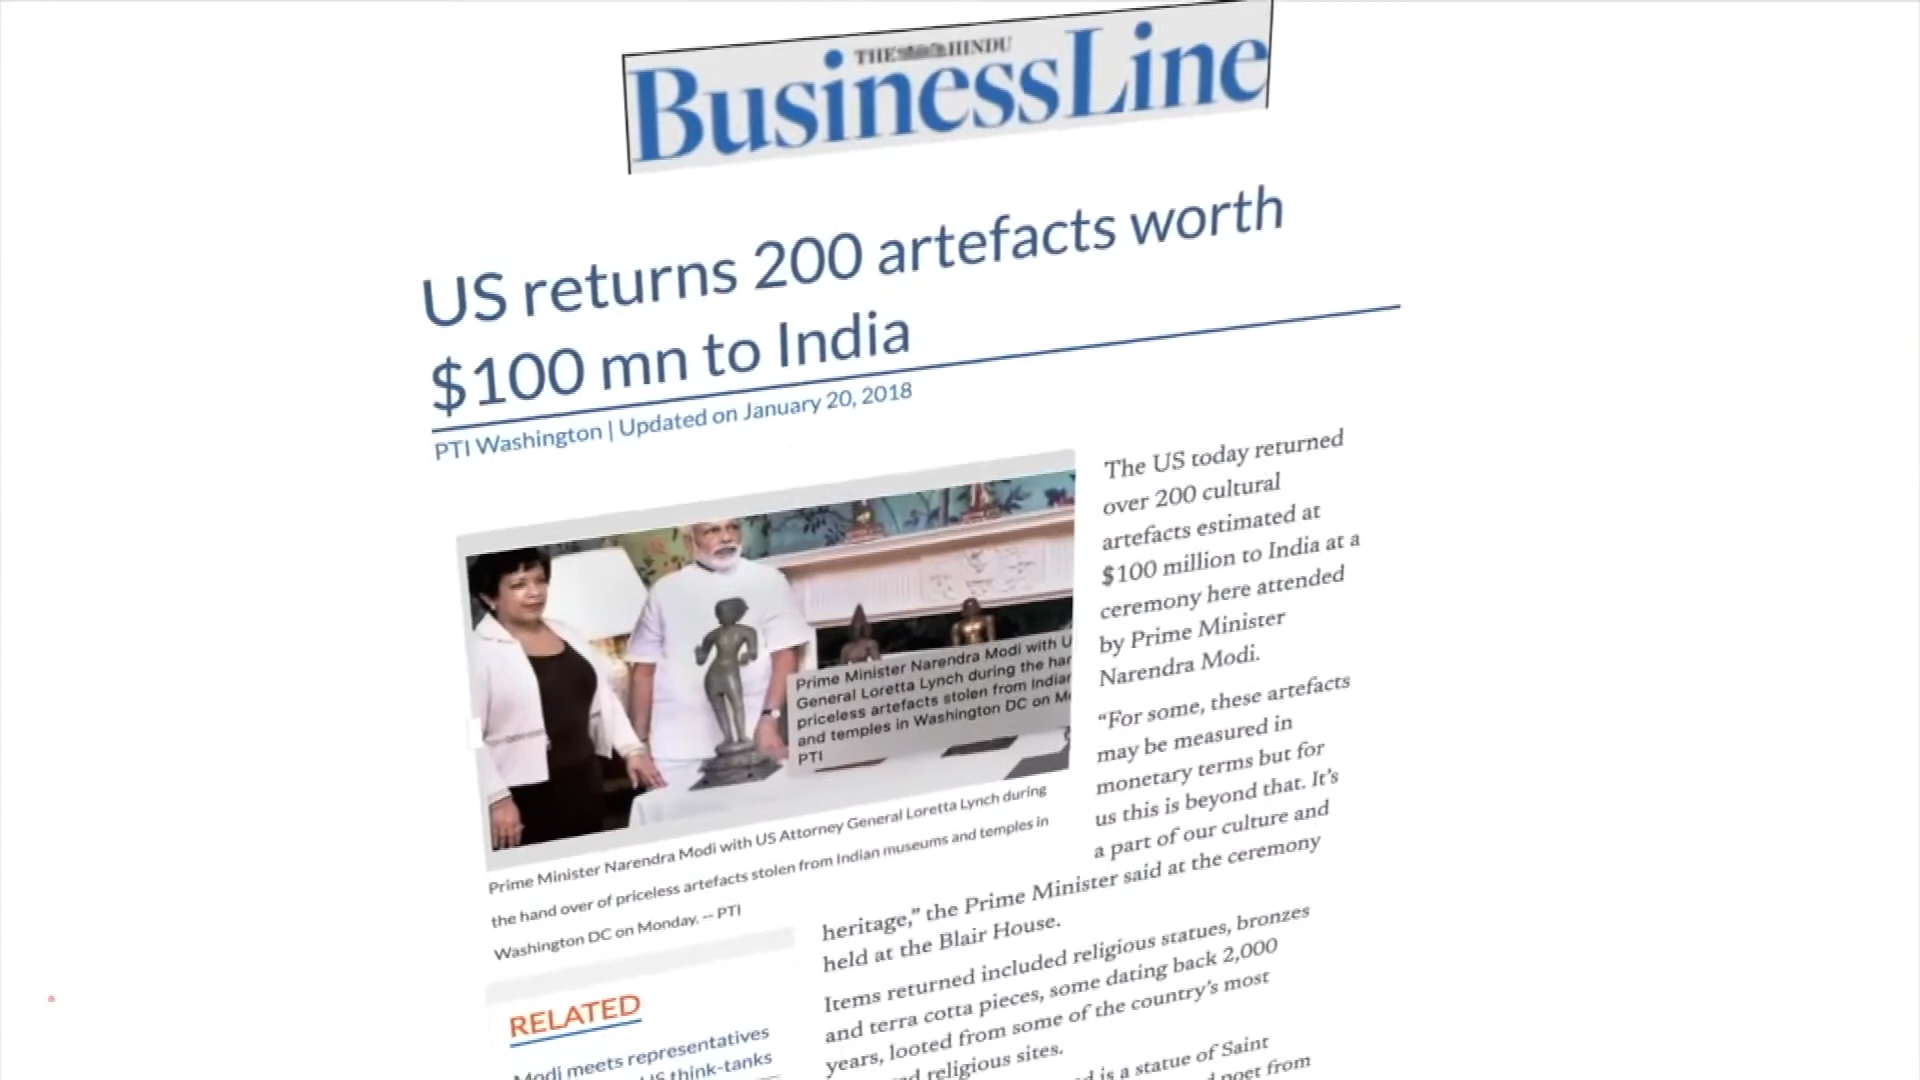 THE HINDU
BusinessLine
US returns 200 artefacts worth
$100 mn to India
PTI Washington | Updated on January 20, 2018
The US today returned
over 200 cultural
artefacts estimated at
$100 million to India at a
ceremony here attended
by Prime Minister
Narendra Modi.
“For some, these artefacts
may be measured in
monetary terms but for
us this is beyond that. It’s
a part of our culture and
heritage,” the Prime Minister said at the ceremony
held at the Blair House.
Items returned included religious statues, bronzes
and terra cotta pieces, some dating back 2,000
years, looted from some of the country’s most
religious sites.
is a statue of Saint
poet from
Prime Minister Narendra Modi with U
General Loretta Lynch during the har
priceless artefacts stolen from Indiar
and temples in Washington DC on M
PTI
Prime Minister Narendra Modi with US Attorney General Loretta Lynch during
the hand over of priceless artefacts stolen from Indian museums and temples in
Washington DC on Monday. -- PTI
RELATED
Modi meets representatives
US think-tanks